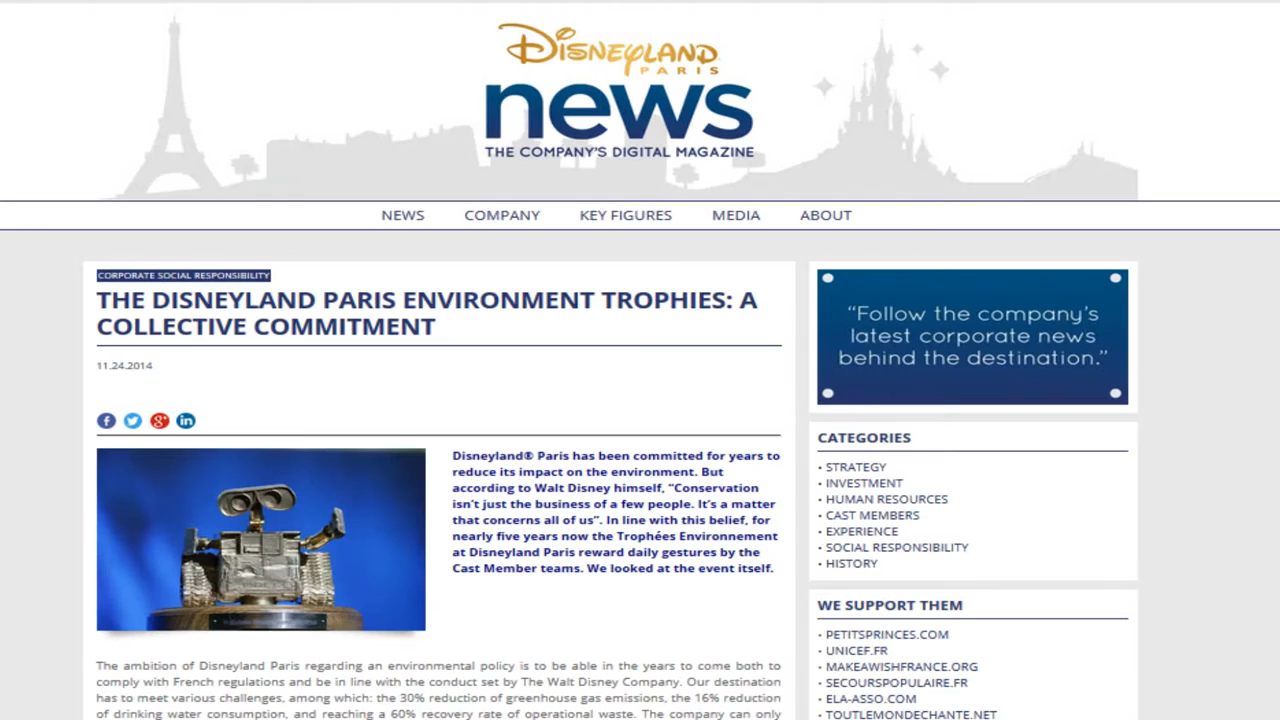 DISNEYLAND
PARIS
news
THE COMPANY'S DIGITAL MAGAZINE
NEWS COMPANY KEY FIGURES MEDIA ABOUT
CORPORATE SOCIAL RESPONSIBILITY
THE DISNEYLAND PARIS ENVIRONMENT TROPHIES: A
COLLECTIVE COMMITMENT
11.24.2014
Disneyland® Paris has been committed for years to
reduce its impact on the environment. But
according to Walt Disney himself, "Conservation
isn't just the business of a few people. It's a matter
that concerns all of us". In line with this belief, for
nearly five years now the Trophées Environnement
at Disneyland Paris reward daily gestures by the
Cast Member teams. We looked at the event itself.
The ambition of Disneyland Paris regarding an environmental policy is to be able in the years to come both to
comply with French regulations and be in line with the conduct set by The Walt Disney Company. Our destination
has to meet various challenges, among which: the 30% reduction of greenhouse gas emissions, the 16% reduction
of drinking water consumption, and reaching a 60% recovery rate of operational waste. The company can only
"Follow the company's
latest corporate news
behind the destination."
CATEGORIES
• STRATEGY
• INVESTMENT
• HUMAN RESOURCES
• CAST MEMBERS
• EXPERIENCE
• SOCIAL RESPONSIBILITY
• HISTORY
WE SUPPORT THEM
• PETITSPRINCES.COM
• UNICEF.FR
• MAKEAWISHFRANCE.ORG
• SECOURSPOPULAIRE.FR
• ELA-ASSO.COM
• TOUTLEMONDECHANTE.NET